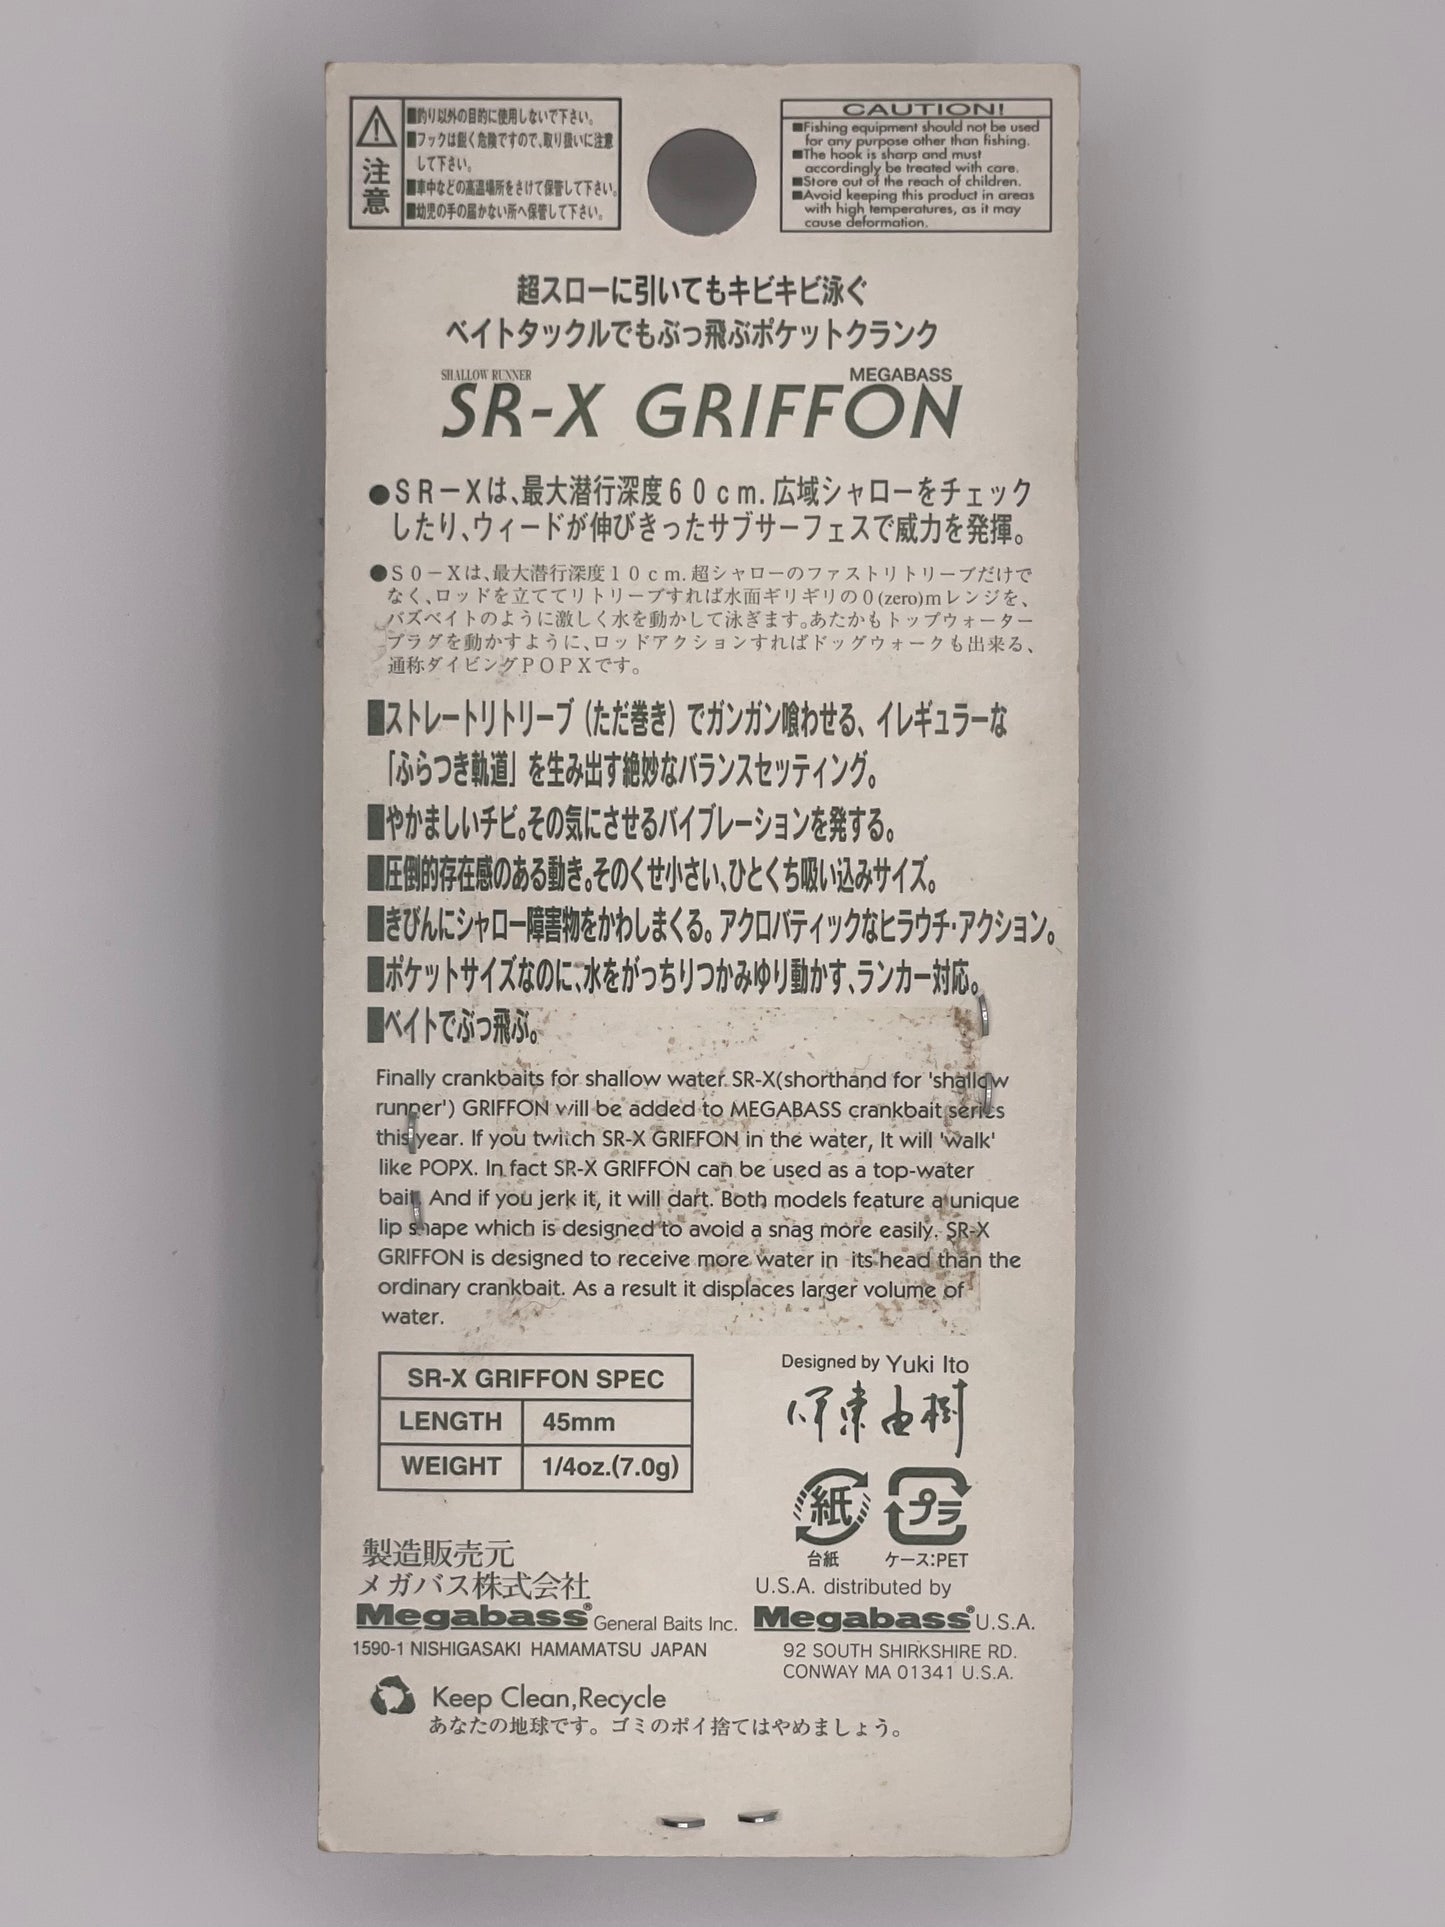 注意
■釣り以外の目的に使用しないで下さい。
■フックは鋭く危険ですので、取り扱いに注意
して下さい。
■車中などの高温場所をさけて保管して下さい。
■幼児の手の届かない所へ保管して下さい。
CAUTION!
■Fishing equipment should not be used
for any purpose other than fishing.
■The hook is sharp and must
accordingly be treated with care.
■Store out of the reach of children.
■Avoid keeping this product in areas
with high temperatures, as it may
cause deformation.
超スローに引いてもキビキビ泳ぐ
ベイトタックルでもぶっ飛ぶポケットクランク
SHALLOW RUNNER
MEGABASS
SR-X GRIFFON
●SR－Xは、最大潜行深度60cm.広域シャローをチェック
したり、ウィードが伸びきったサブサーフェスで威力を発揮。
●S0－Xは、最大潜行深度10cm.超シャローのファストリトリーブだけで
なく、ロッドを立ててリトリーブすれば水面ギリギリの0(zero)mレンジを、
バズベイトのように激しく水を動かして泳ぎます。あたかもトップウォーター
プラグを動かすように、ロッドアクションすればドッグウォークも出来る、
通称ダイビングPOPXです。
■ストレートリトリーブ（ただ巻き）でガンガン喰わせる、イレギュラーな
「ふらつき軌道」を生み出す絶妙なバランスセッティング。
■やかましいチビ。その気にさせるバイブレーションを発する。
■圧倒的存在感のある動き。そのくせ小さい、ひとくち吸い込みサイズ。
■きびんにシャロー障害物をかわしまくる。アクロバティックなヒラウチ・アクション。
■ポケットサイズなのに、水をがっちりつかみゆり動かす、ランカー対応。
■ベイトでぶっ飛ぶ。
Finally crankbaits for shallow water. SR-X(shorthand for 'shallow
runner') GRIFFON will be added to MEGABASS crankbait series
this year. If you twitch SR-X GRIFFON in the water, It will 'walk'
like POPX. In fact SR-X GRIFFON can be used as a top-water
bait. And if you jerk it, it will dart. Both models feature a unique
lip shape which is designed to avoid a snag more easily. SR-X
GRIFFON is designed to receive more water in its head than the
ordinary crankbait. As a result it displaces larger volume of
water.
SR-X GRIFFON SPEC
LENGTH 45mm
WEIGHT 1/4oz.(7.0g)
Designed by Yuki Ito
伊東由樹
紙
プラ
台紙
ケース:PET
製造販売元
メガバス株式会社
Megabass® General Baits Inc.
1590-1 NISHIGASAKI HAMAMATSU JAPAN
U.S.A. distributed by
Megabass® U.S.A.
92 SOUTH SHIRKSHIRE RD.
CONWAY MA 01341 U.S.A.
Keep Clean,Recycle
あなたの地球です。ゴミのポイ捨てはやめましょう。